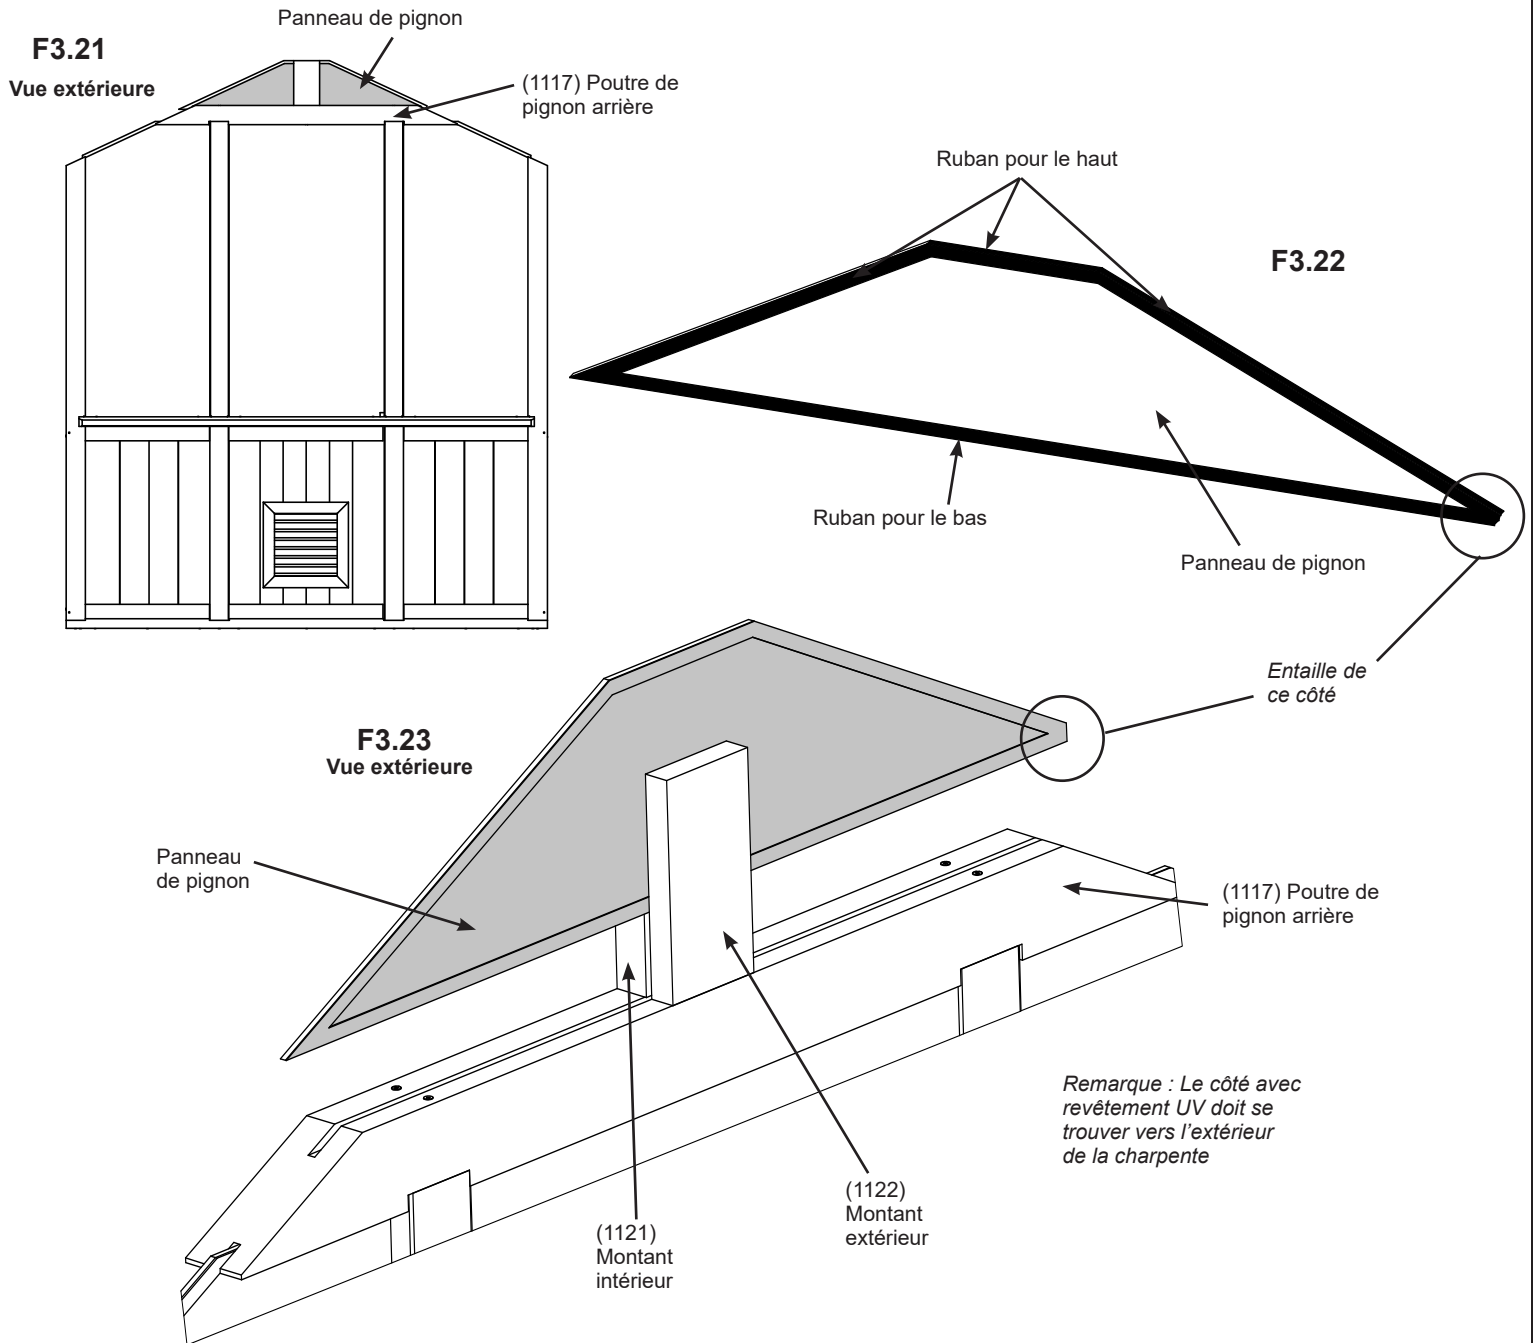 Panneau de pignon
F3.21
Vue extérieure
(1117) Poutre de
pignon arrière
Ruban pour le haut
F3.22
Ruban pour le bas
Panneau de pignon
Entaille de
ce côté
F3.23
Vue extérieure
Panneau
de pignon
(1117) Poutre de
pignon arrière
Remarque : Le côté avec
revêtement UV doit se
trouver vers l’extérieur
de la charpente
(1122)
Montant
extérieur
(1121)
Montant
intérieur